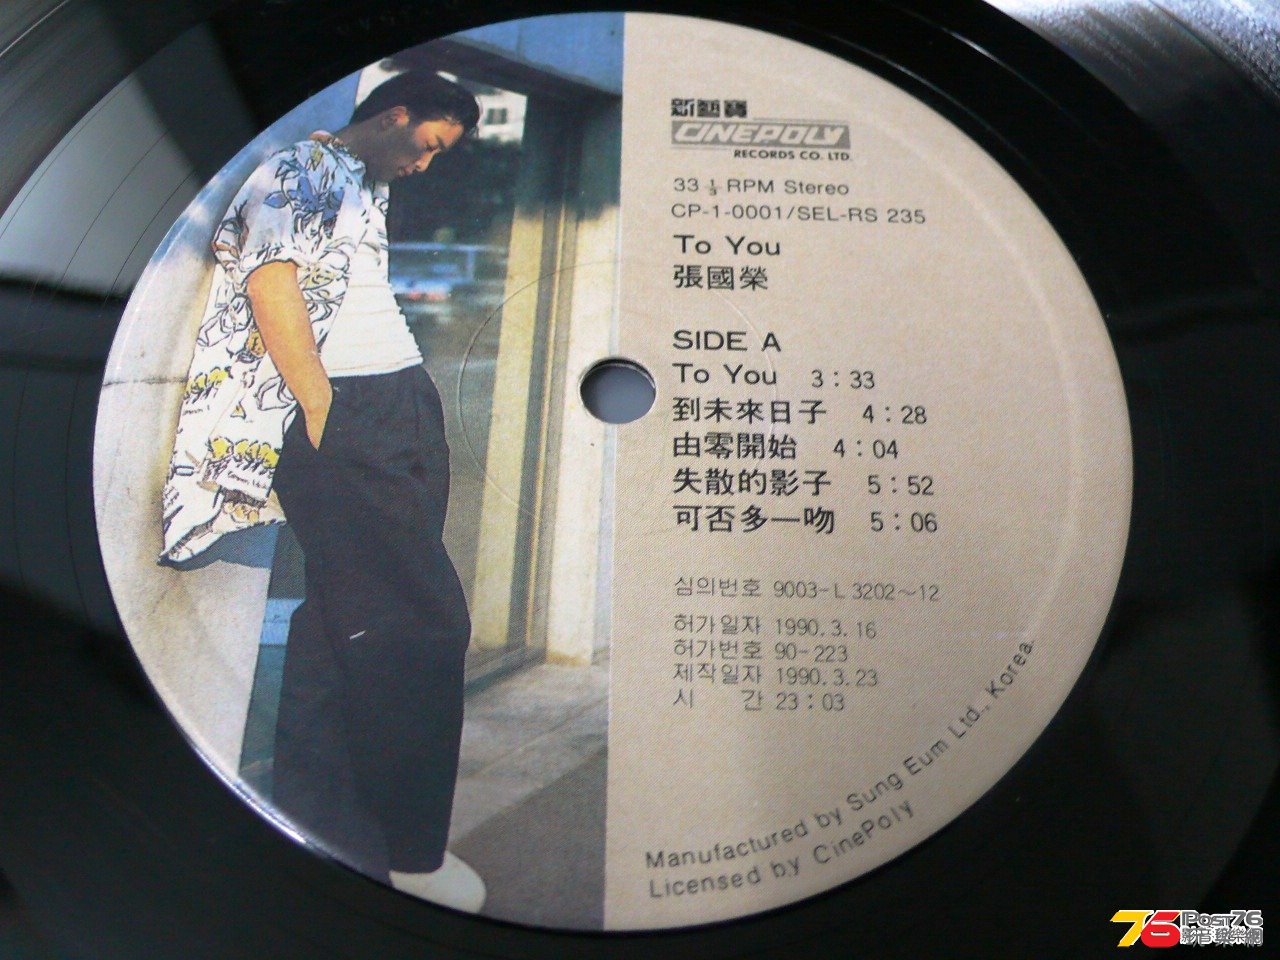 新藝寶
CINEPOLY
RECORDS CO. LTD.
33 1/3 RPM Stereo
CP-1-0001/SEL-RS 235
To You
張國榮
SIDE A
To You 3:33
到未來日子 4:28
由零開始 4:04
失散的影子 5:52
可否多一吻 5:06
심의번호 9003-L 3202~12
허가일자 1990.3.16
허가번호 90-223
제작일자 1990.3.23
시 간 23:03
Manufactured by Sung Eum Ltd., Korea.
Licensed by CinePoly
76 POST76
影音娛樂網